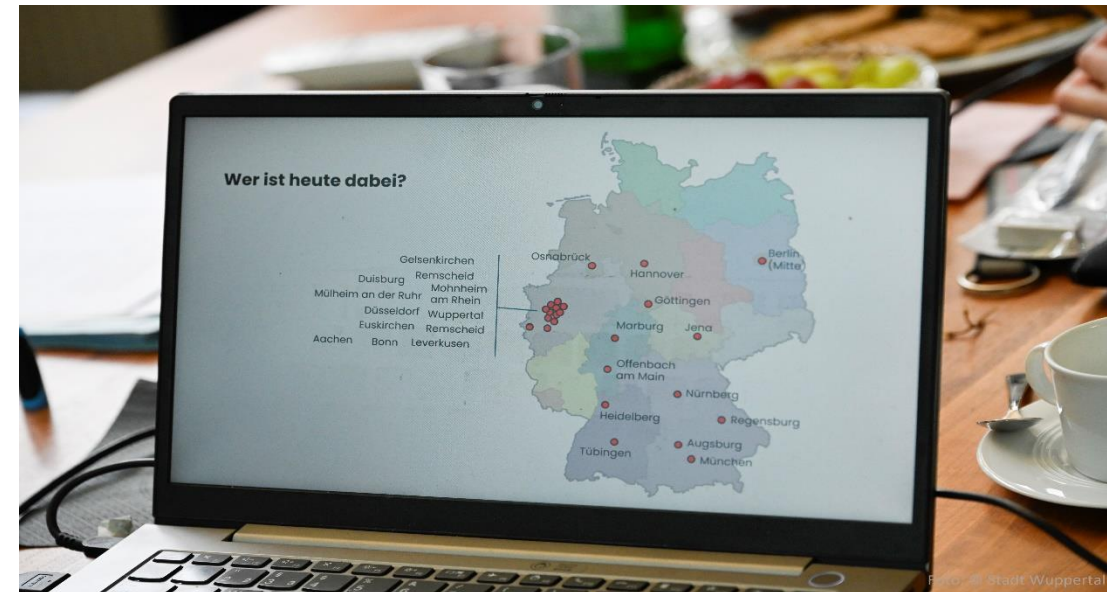 Wer ist heute dabei?
Gelsenkirchen
Duisburg Remscheid
Mülheim an der Ruhr Mohnheim am Rhein
Düsseldorf Wuppertal
Euskirchen Remscheid
Aachen Bonn Leverkusen
Osnabrück
Hannover
Berlin
(Mitte)
Göttingen
Marburg
Jena
Offenbach
am Main
Nürnberg
Heidelberg
Regensburg
Tübingen
Augsburg
München
Foto: © Stadt Wuppertal